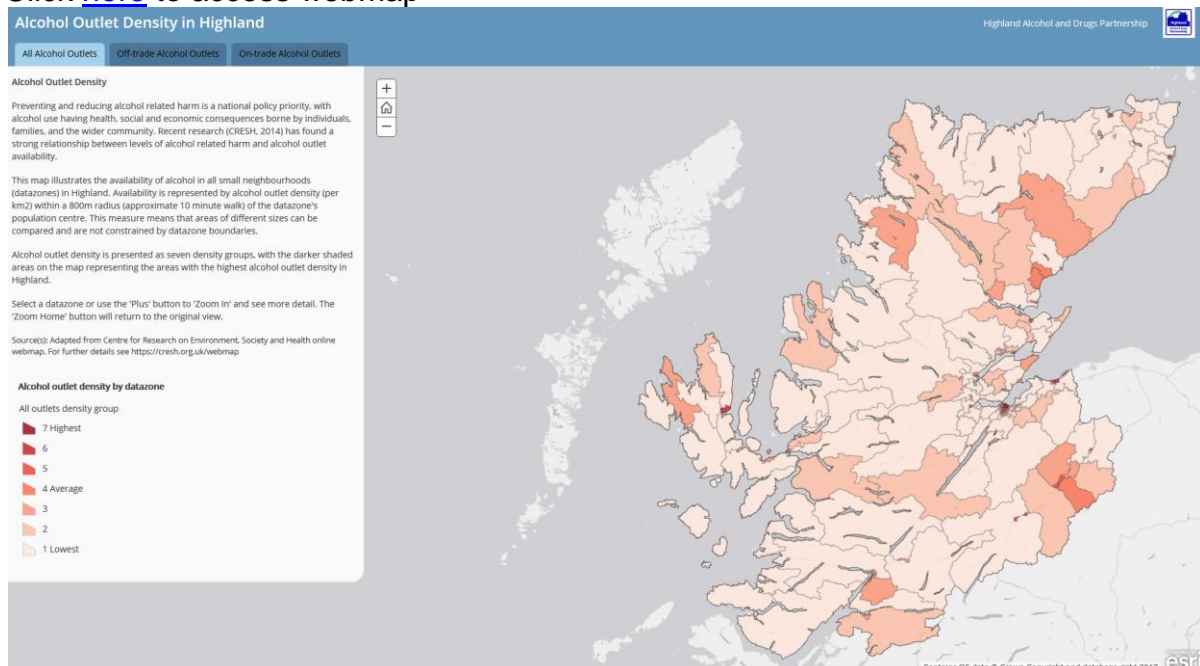 Click here to access webmap
Alcohol Outlet Density in Highland
Highland Alcohol and Drugs Partnership
All Alcohol Outlets
Off-trade Alcohol Outlets
On-trade Alcohol Outlets
Alcohol Outlet Density
Preventing and reducing alcohol related harm is a national policy priority, with
alcohol use having health, social and economic consequences borne by individuals,
families, and the wider community. Recent research (CRESH, 2014) has found a
strong relationship between levels of alcohol related harm and alcohol outlet
availability.
This map illustrates the availability of alcohol in all small neighbourhoods
(datazones) in Highland. Availability is represented by alcohol outlet density (per
km2) within a 800m radius (approximate 10 minute walk) of the datazone's
population centre. This measure means that areas of different sizes can be
compared and are not constrained by datazone boundaries.
Alcohol outlet density is presented as seven density groups, with the darker shaded
areas on the map representing the areas with the highest alcohol outlet density in
Highland.
Select a datazone or use the 'Plus' button to 'Zoom In' and see more detail. The
'Zoom Home' button will return to the original view.
Source(s): Adapted from Centre for Research on Environment, Society and Health online
webmap. For further details see https://cresh.org.uk/webmap
Alcohol outlet density by datazone
All outlets density group
7 Highest
6
5
4 Average
3
2
1 Lowest
+
−
esri